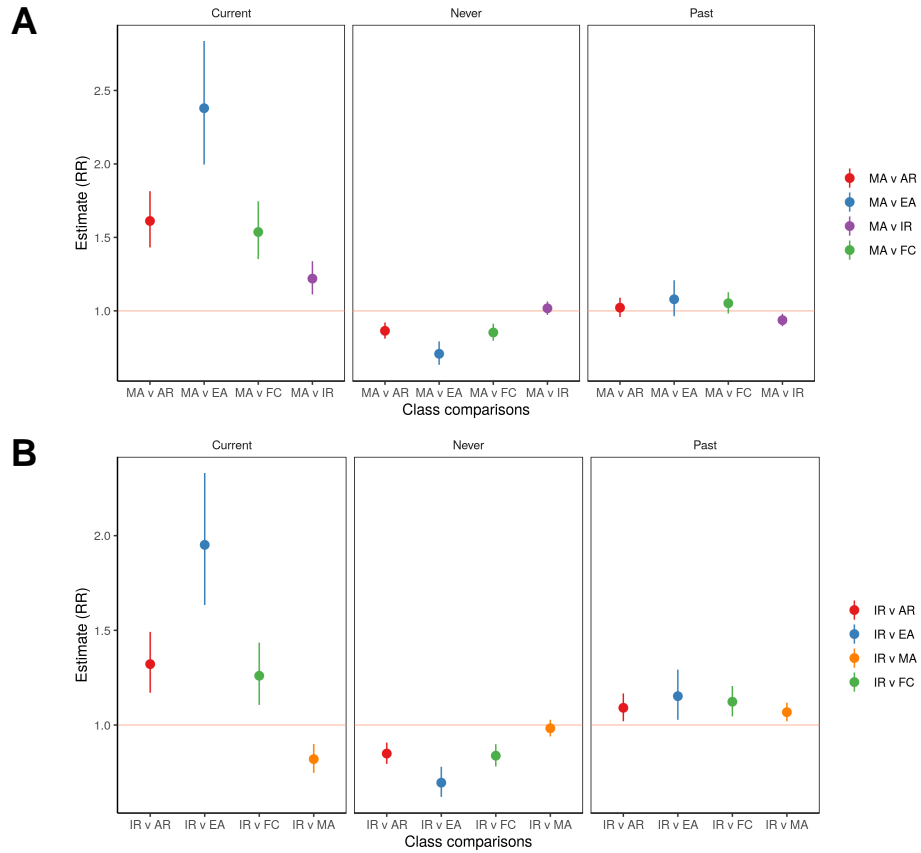 A
Current Never Past
2.5
2.0
1.5
1.0
Estimate (RR)
MA v AR MA v EA MA v FC MA v IR MA v AR MA v EA MA v FC MA v IR MA v AR MA v EA MA v FC MA v IR
Class comparisons
MA v AR
MA v EA
MA v IR
MA v FC
B
Current Never Past
2.0
1.5
1.0
Estimate (RR)
IR v AR IR v EA IR v FC IR v MA IR v AR IR v EA IR v FC IR v MA IR v AR IR v EA IR v FC IR v MA
Class comparisons
IR v AR
IR v EA
IR v MA
IR v FC